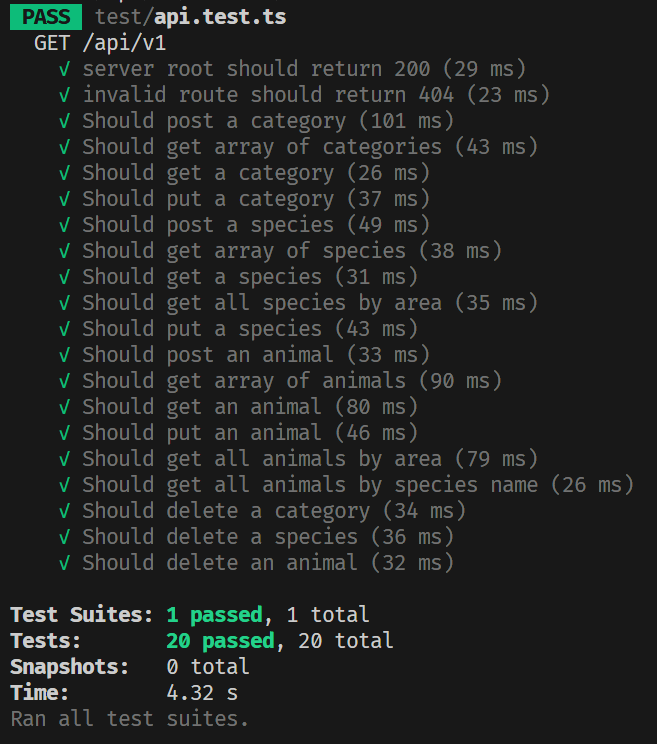 PASS test/api.test.ts
GET /api/v1
√ server root should return 200 (29 ms)
√ invalid route should return 404 (23 ms)
√ Should post a category (101 ms)
√ Should get array of categories (43 ms)
√ Should get a category (26 ms)
√ Should put a category (37 ms)
√ Should post a species (49 ms)
√ Should get array of species (38 ms)
√ Should get a species (31 ms)
√ Should get all species by area (35 ms)
√ Should put a species (43 ms)
√ Should post an animal (33 ms)
√ Should get array of animals (90 ms)
√ Should get an animal (80 ms)
√ Should put an animal (46 ms)
√ Should get all animals by area (79 ms)
√ Should get all animals by species name (26 ms)
√ Should delete a category (34 ms)
√ Should delete a species (36 ms)
√ Should delete an animal (32 ms)
Test Suites: 1 passed, 1 total
Tests: 20 passed, 20 total
Snapshots: 0 total
Time: 4.32 s
Ran all test suites.